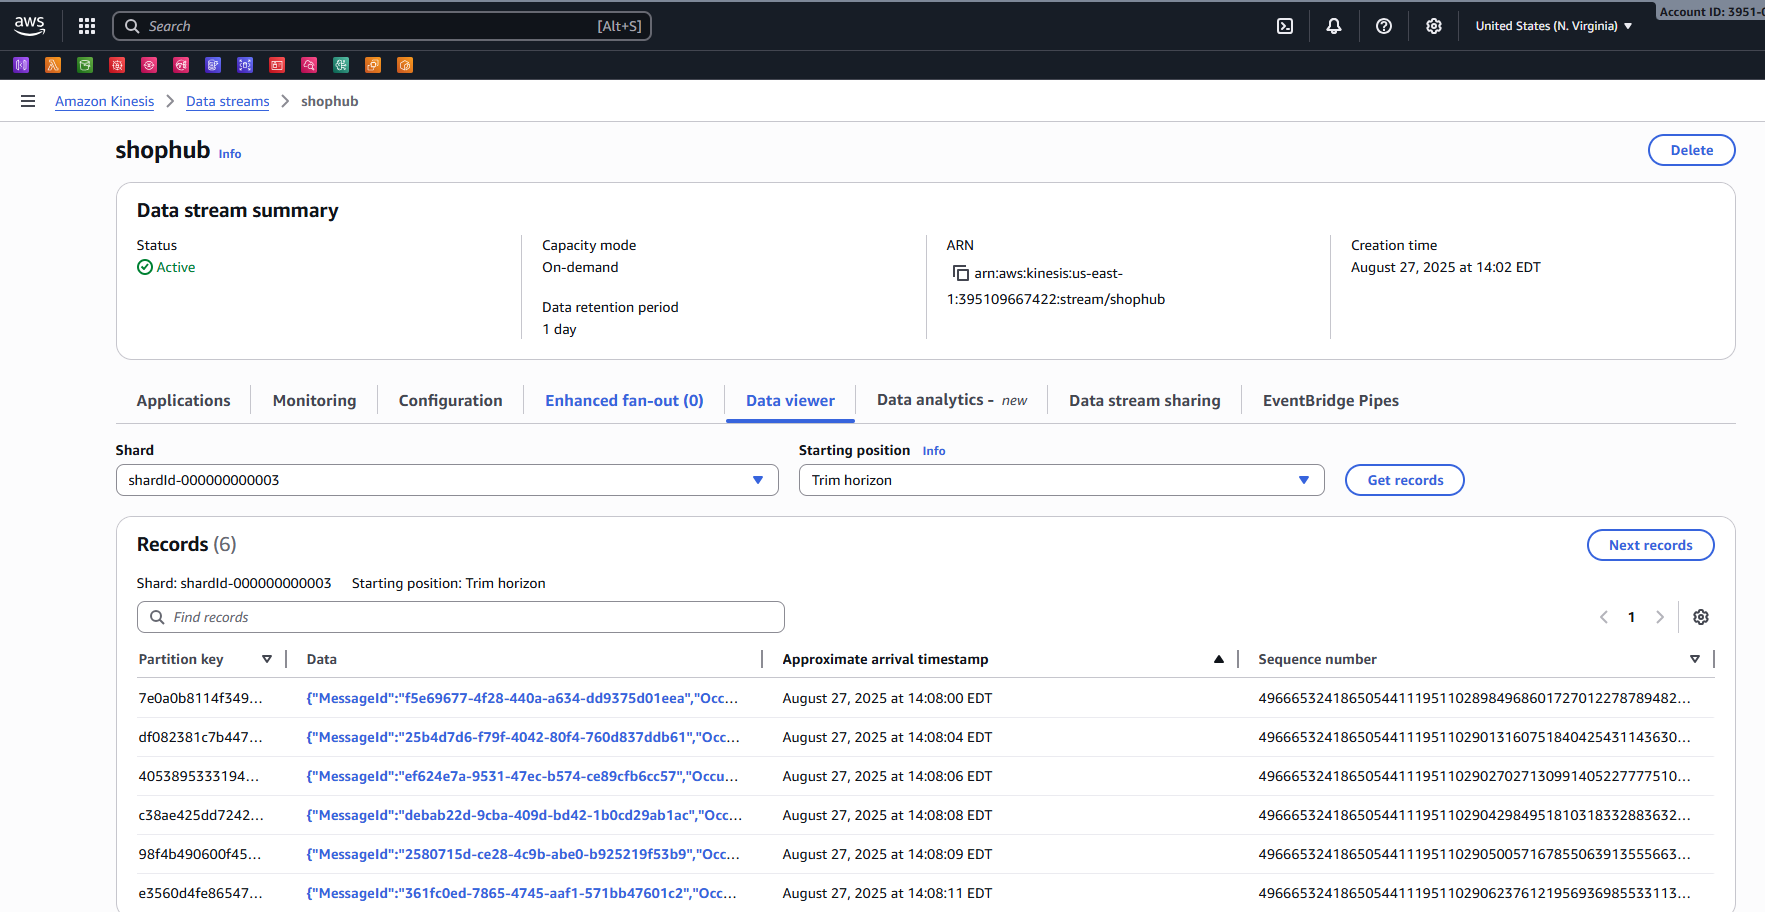 aws
Search [Alt+S]
United States (N. Virginia)
Account ID: 3951-
Amazon Kinesis
Data streams
shophub
shophub Info
Delete
Data stream summary
Status
Active
Capacity mode
On-demand
Data retention period
1 day
ARN
arn:aws:kinesis:us-east-
1:395109667422:stream/shophub
Creation time
August 27, 2025 at 14:02 EDT
Applications
Monitoring
Configuration
Enhanced fan-out (0)
Data viewer
Data analytics - new
Data stream sharing
EventBridge Pipes
Shard
shardId-000000000003
Starting position Info
Trim horizon
Get records
Records (6)
Next records
Shard: shardId-000000000003 Starting position: Trim horizon
Find records
1
Partition key Data Approximate arrival timestamp Sequence number
7e0a0b8114f349... {"MessageId":"f5e69677-4f28-440a-a634-dd9375d01eea","Occ... August 27, 2025 at 14:08:00 EDT 49666532418650544111951102898496860172701227878948​2...
df082381c7b447... {"MessageId":"25b4d7d6-f79f-4042-80f4-760d837ddb61","Occ... August 27, 2025 at 14:08:04 EDT 496665324186505441119511029013160751840425431143630...
4053895333194... {"MessageId":"ef624e7a-9531-47ec-b574-ce89cfb6cc57","Occu... August 27, 2025 at 14:08:06 EDT 496665324186505441119511029027027130991405227777510...
c38ae425dd7242... {"MessageId":"debab22d-9cba-409d-bd42-1b0cd29ab1ac","Occ... August 27, 2025 at 14:08:08 EDT 496665324186505441119511029042984951810318332883632...
98f4b490600f45... {"MessageId":"2580715d-ce28-4c9b-abe0-b925219f53b9","Occ... August 27, 2025 at 14:08:09 EDT 496665324186505441119511029050057167855063913555663...
e3560d4fe86547... {"MessageId":"361fc0ed-7865-4745-aaf1-571bb47601c2","Occ... August 27, 2025 at 14:08:11 EDT 496665324186505441119511029062376121956936985533113...